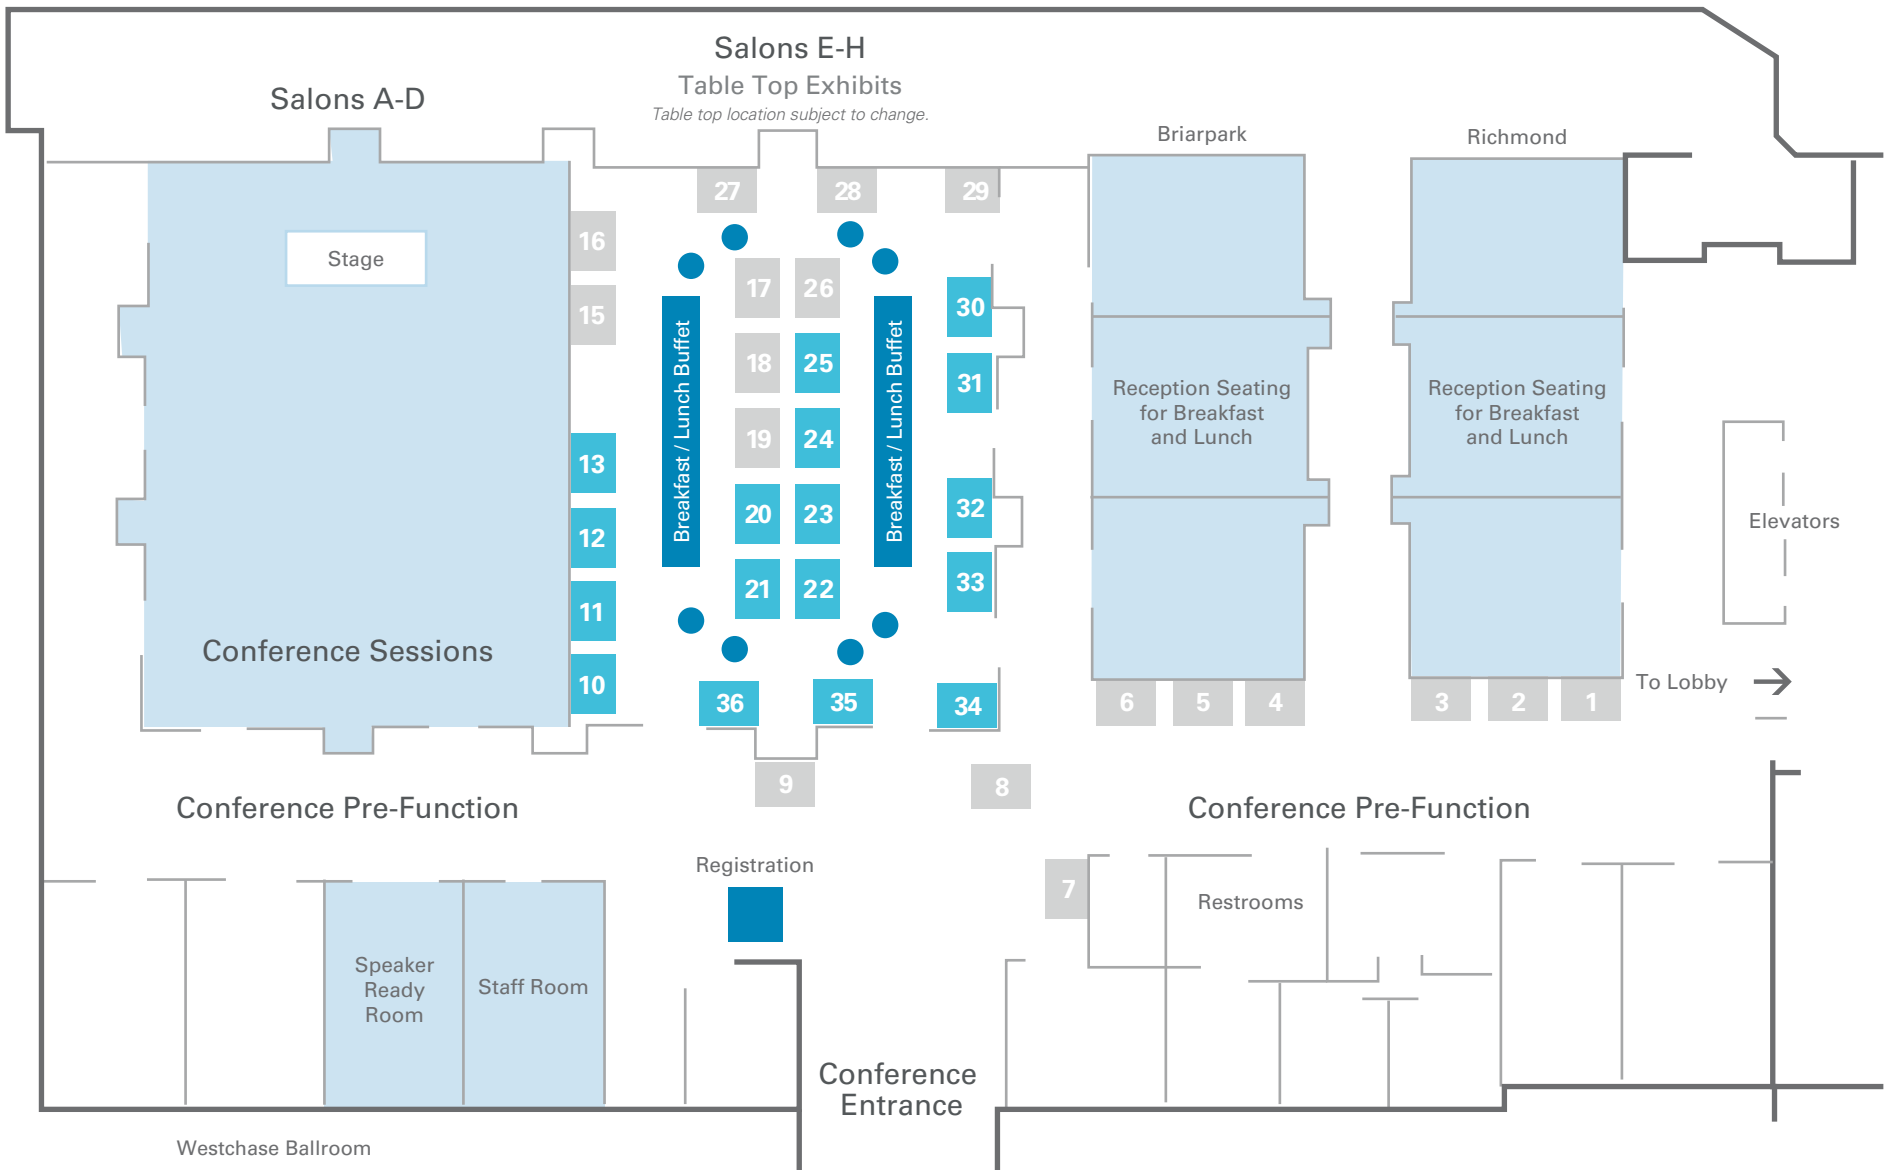 Salons E-H
Table Top Exhibits
Table top location subject to change.
Salons A-D
Briarpark
Richmond
27
28
29
16
15
Stage
17
26
18
25
19
24
20
23
21
22
Breakfast / Lunch Buffet
Breakfast / Lunch Buffet
30
31
32
33
13
12
11
10
Reception Seating
for Breakfast
and Lunch
Reception Seating
for Breakfast
and Lunch
Elevators
Conference Sessions
36
35
34
6
5
4
3
2
1
To Lobby
9
8
Conference Pre-Function
Conference Pre-Function
Registration
7
Restrooms
Speaker
Ready
Room
Staff Room
Conference
Entrance
Westchase Ballroom